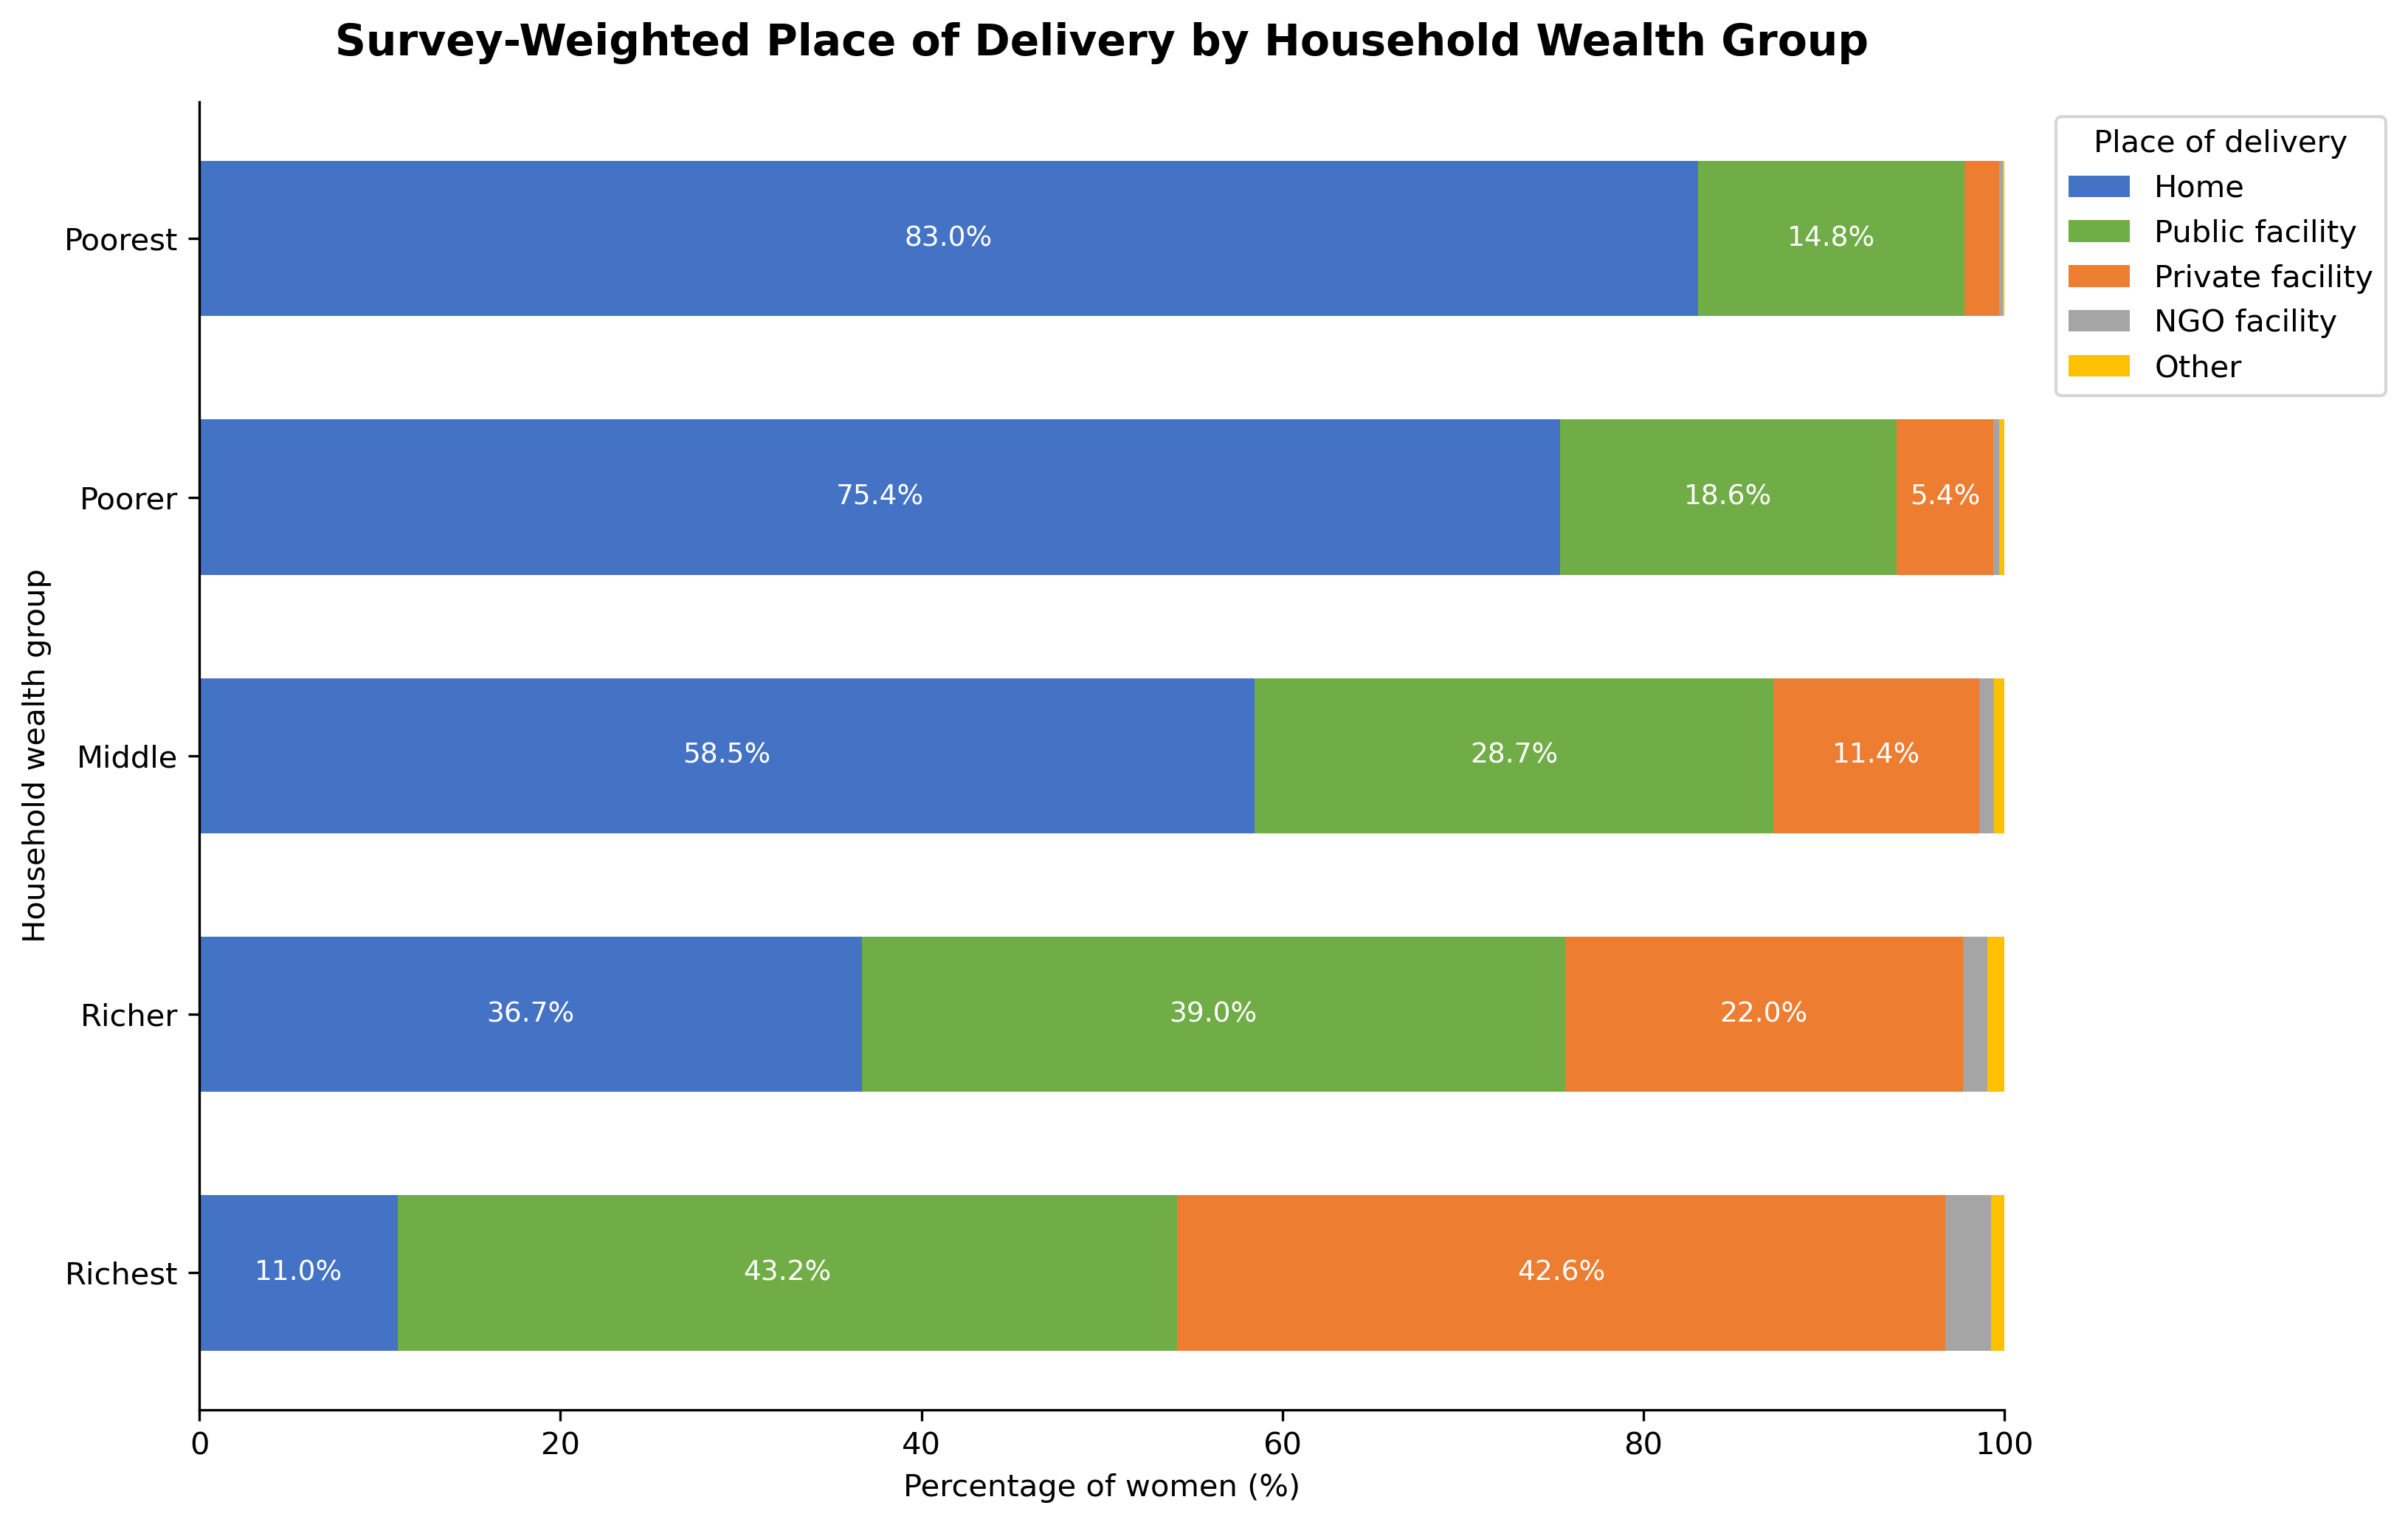 Survey-Weighted Place of Delivery by Household Wealth Group
Place of delivery
Home
Public facility
Private facility
NGO facility
Other
Household wealth group
Poorest
83.0%
14.8%
Poorer
75.4%
18.6%
5.4%
Middle
58.5%
28.7%
11.4%
Richer
36.7%
39.0%
22.0%
Richest
11.0%
43.2%
42.6%
0
20
40
60
80
100
Percentage of women (%)